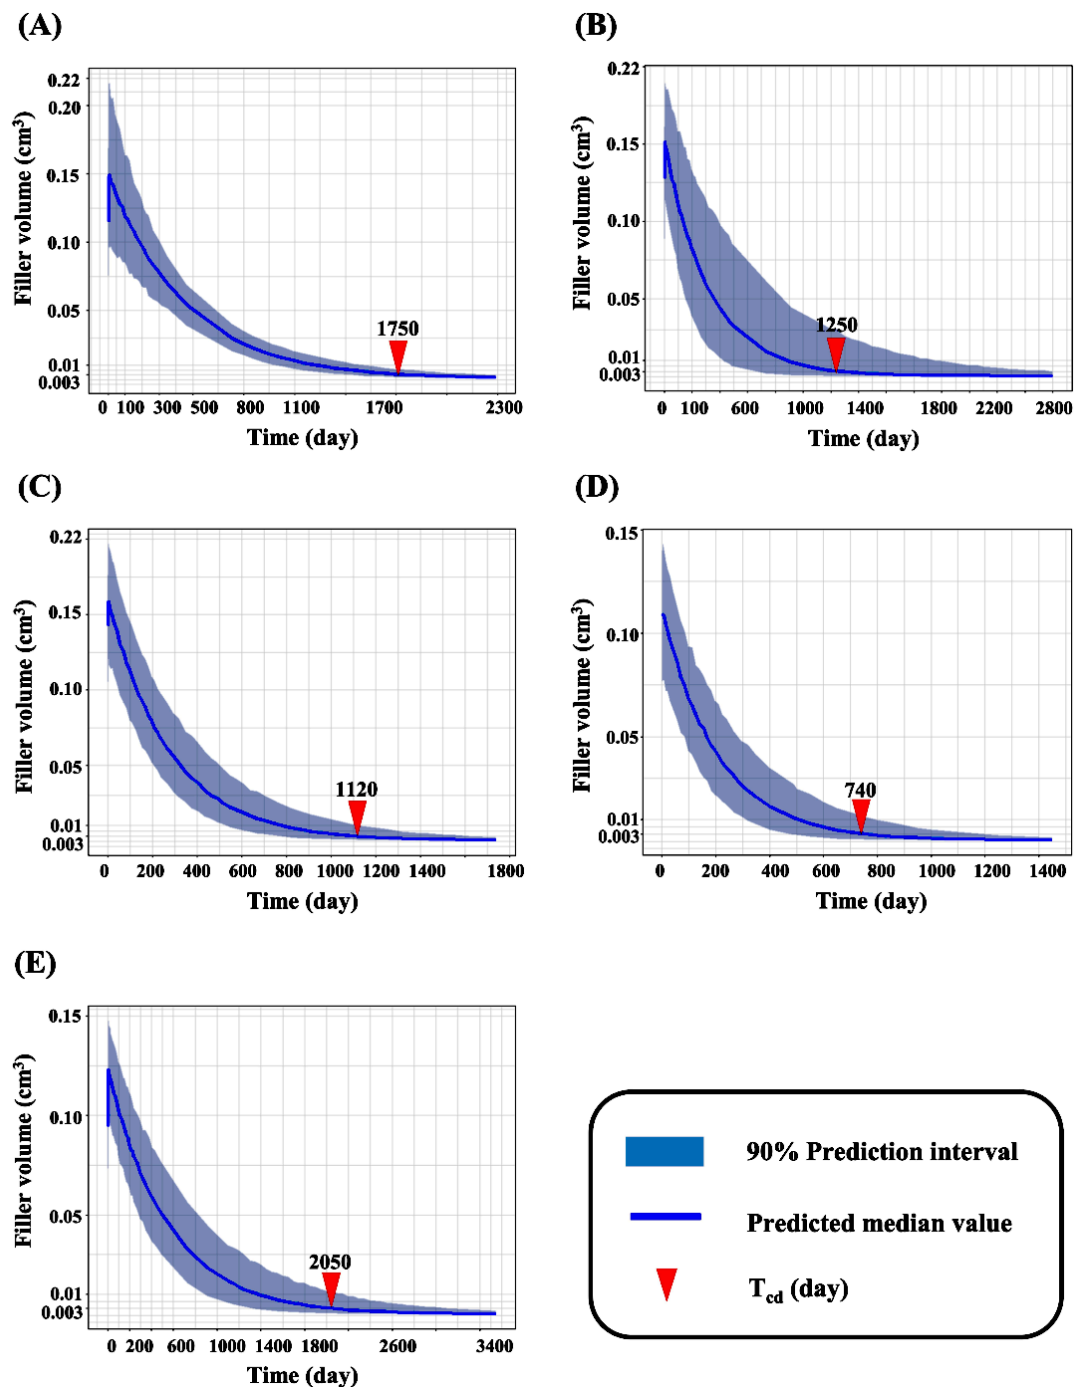 (A)
Filler volume (cm³)
0.22
0.20
0.15
0.10
0.05
0.01
0.003
1750
0 100 300 500 800 1100 1700 2300
Time (day)
(B)
Filler volume (cm³)
0.22
0.15
0.10
0.05
0.01
0.003
1250
0 100 600 1000 1400 1800 2200 2800
Time (day)
(C)
Filler volume (cm³)
0.22
0.15
0.10
0.05
0.01
0.003
1120
0 200 400 600 800 1000 1200 1400 1800
Time (day)
(D)
Filler volume (cm³)
0.15
0.10
0.05
0.01
0.003
740
0 200 400 600 800 1000 1200 1400
Time (day)
(E)
Filler volume (cm³)
0.15
0.10
0.05
0.01
0.003
2050
0 200 600 1000 1400 1800 2600 3400
Time (day)
90% Prediction interval
Predicted median value
T_cd (day)